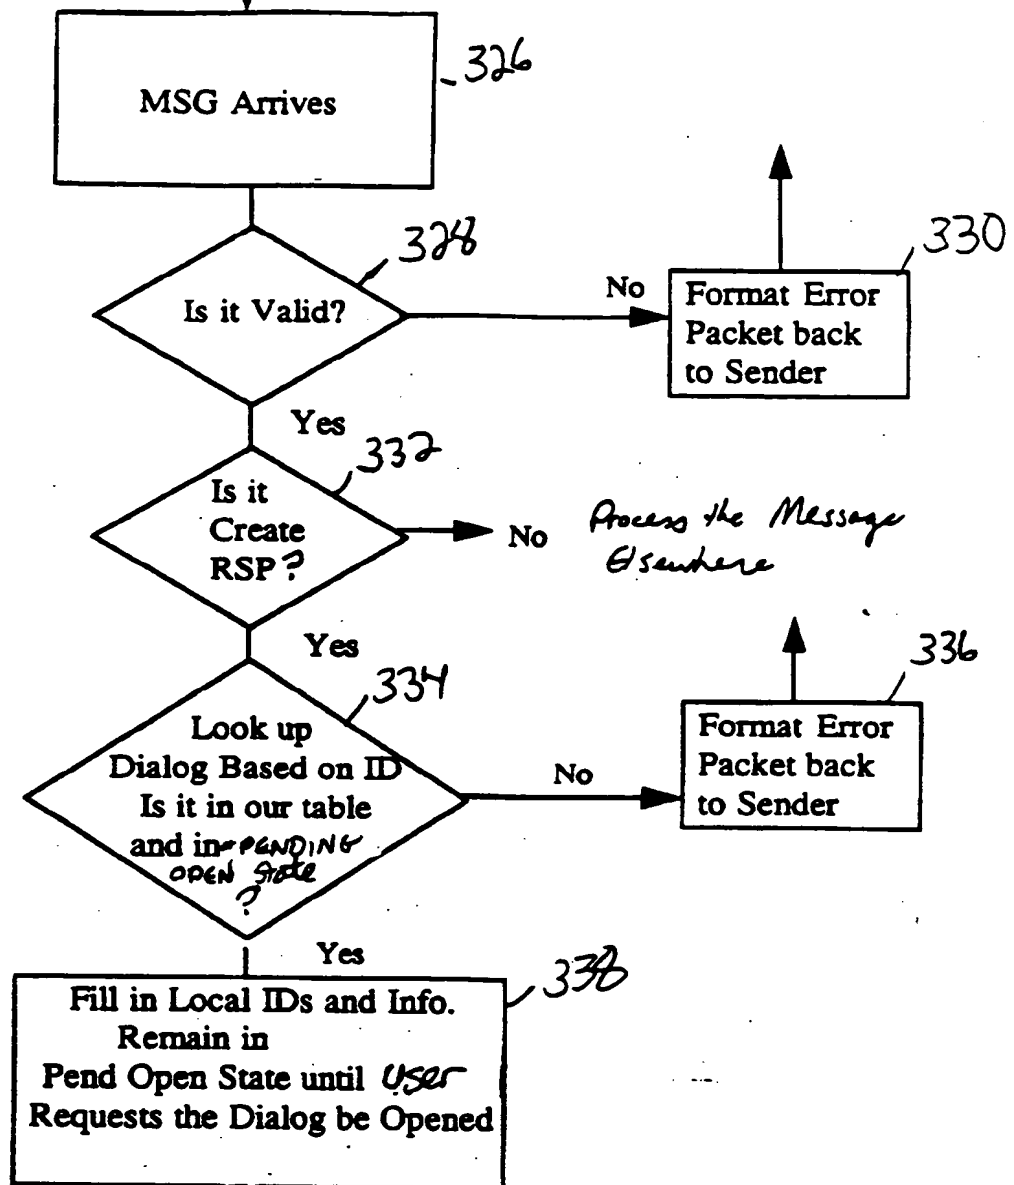 MSG Arrives
326
Is it Valid?
328
No
Format Error
Packet back
to Sender
330
Yes
Is it
Create
RSP?
332
No
Process the Message
Elsewhere
Yes
Look up
Dialog Based on ID
Is it in our table
and in PENDING
OPEN State
?
334
No
Format Error
Packet back
to Sender
336
Yes
Fill in Local IDs and Info.
Remain in
Pend Open State until user
Requests the Dialog be Opened
338